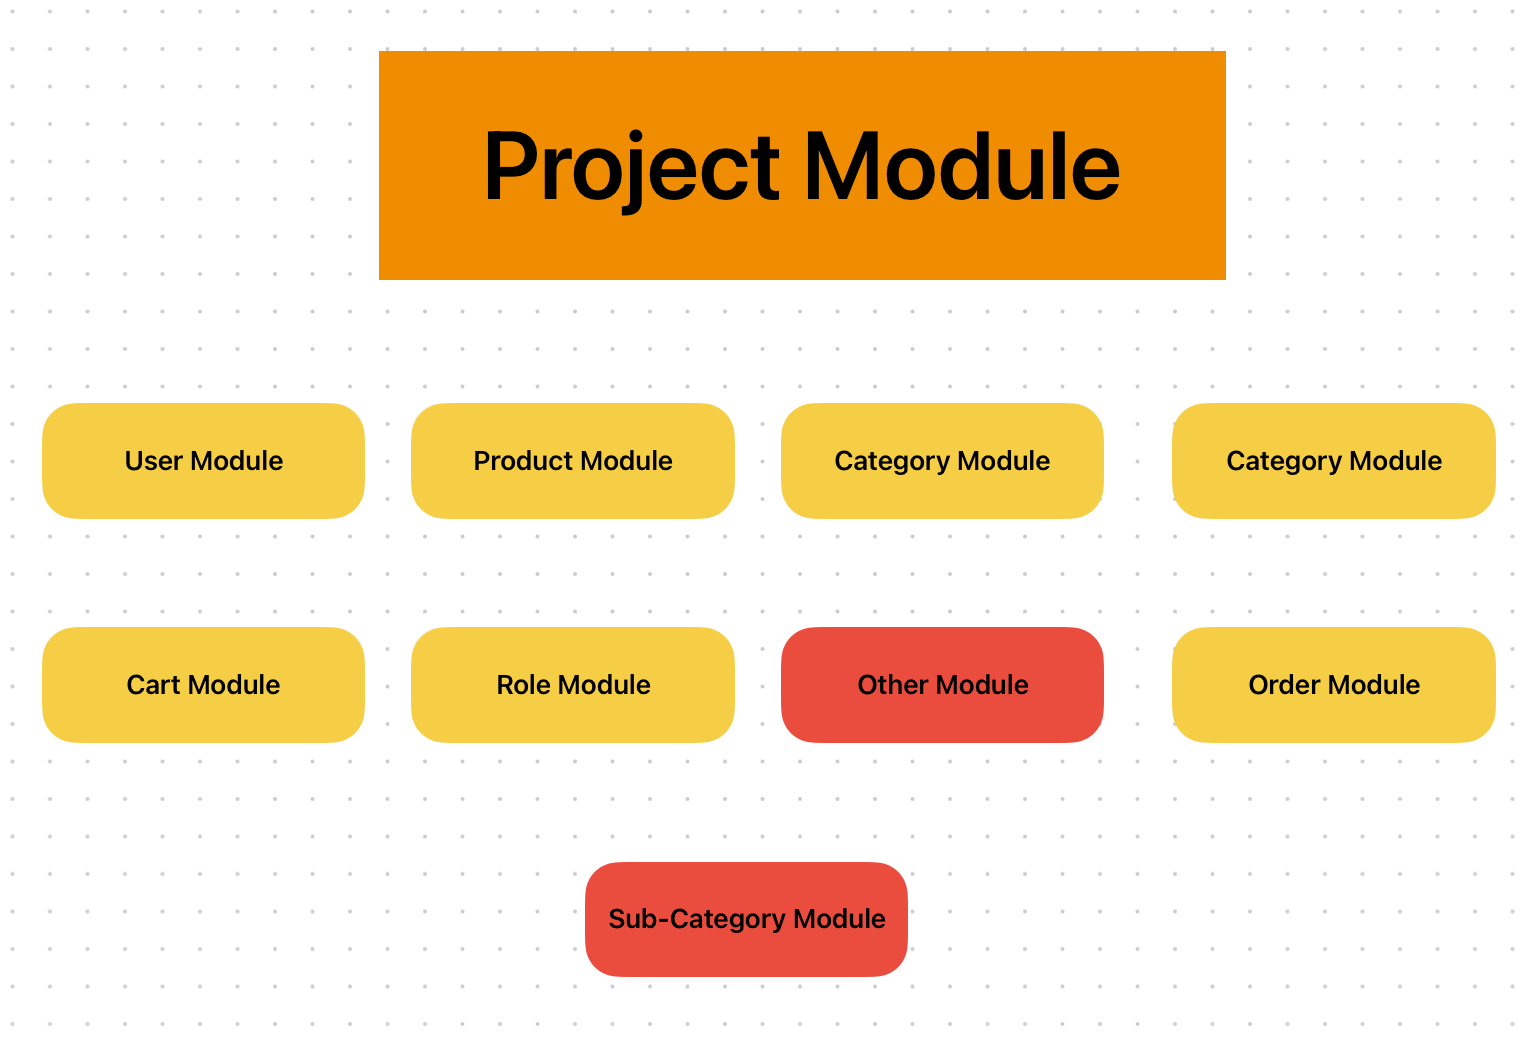 Project Module
User Module
Product Module
Category Module
Category Module
Cart Module
Role Module
Other Module
Order Module
Sub-Category Module